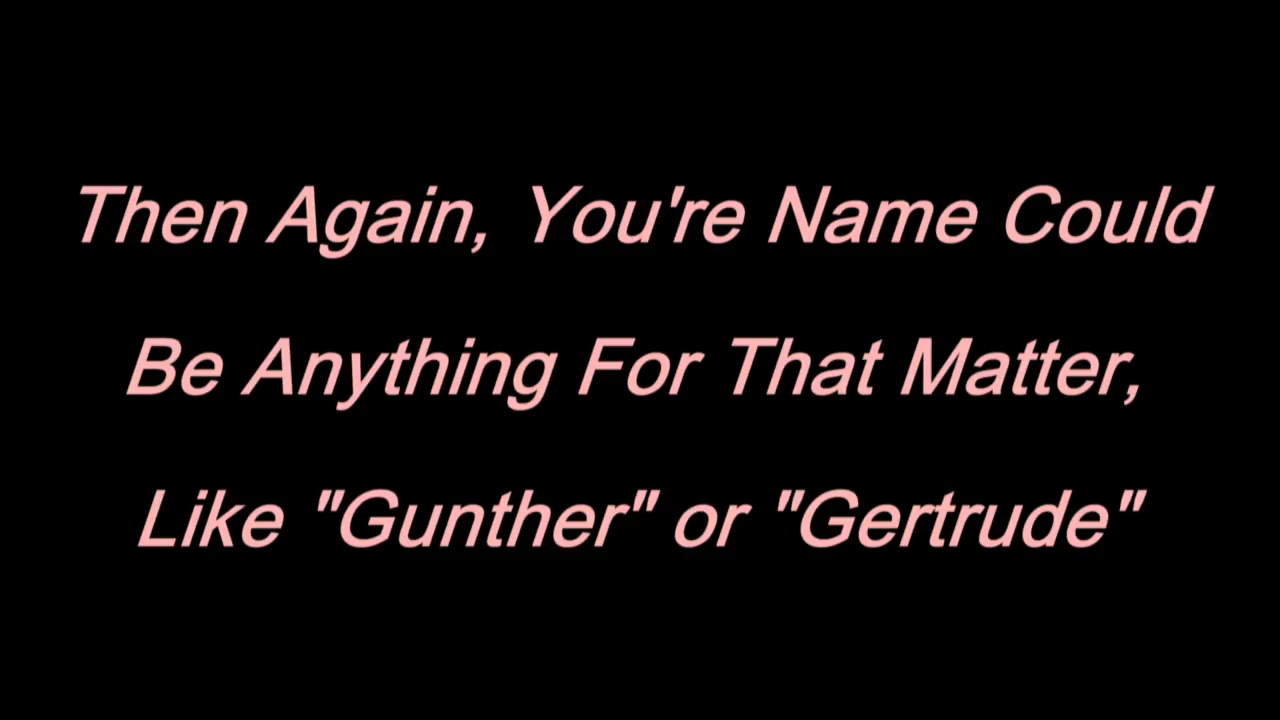 Then Again, You're Name Could
Be Anything For That Matter,
Like "Gunther" or "Gertrude"